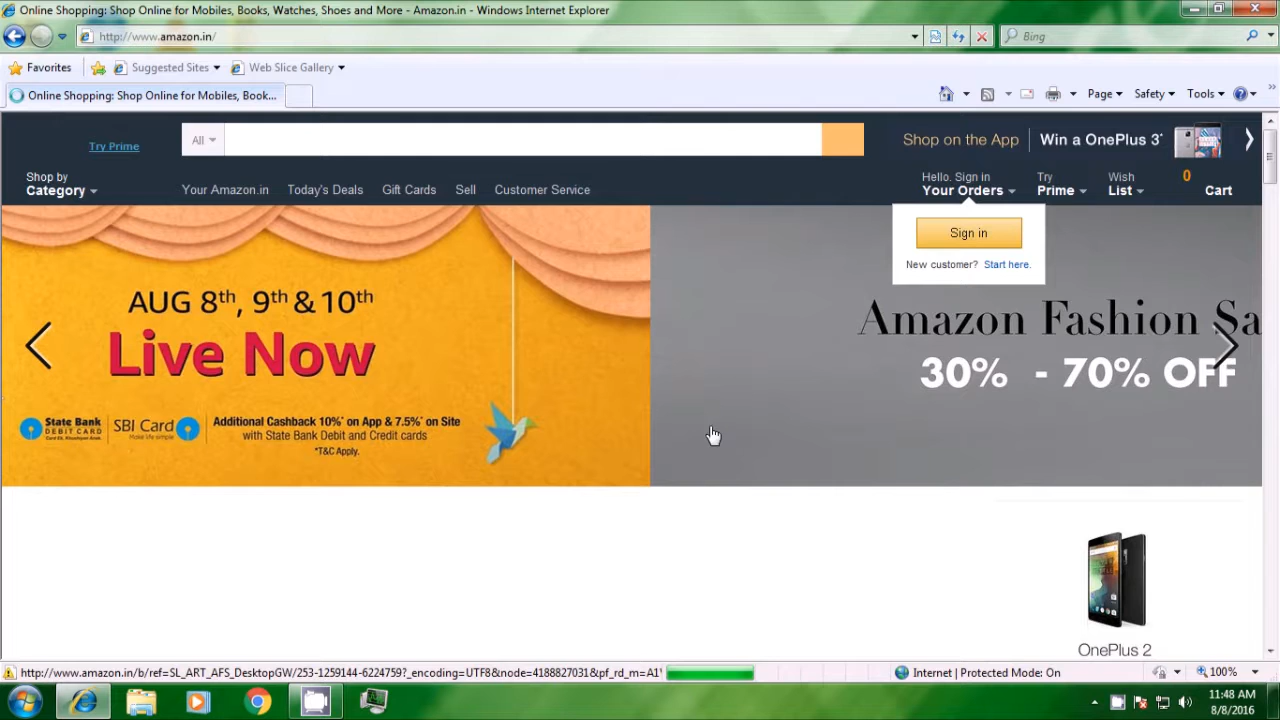 Online Shopping: Shop Online for Mobiles, Books, Watches, Shoes and More - Amazon.in - Windows Internet Explorer
http://www.amazon.in/
Bing
Favorites Suggested Sites Web Slice Gallery
Online Shopping: Shop Online for Mobiles, Book...
Page Safety Tools
Try Prime
All
Shop on the App
Win a OnePlus 3*
Shop by
Category
Your Amazon.in Today's Deals Gift Cards Sell Customer Service
Hello. Sign in
Your Orders
Try
Prime
Wish
List
0
Cart
Sign in
New customer? Start here.
AUG 8th, 9th & 10th
Live Now
State Bank
DEBIT CARD
SBI Card
Make life simple
Additional Cashback 10%* on App & 7.5%* on Site
with State Bank Debit and Credit cards
*T&C Apply.
Amazon Fashion Sa
30% - 70% OFF
OnePlus 2
http://www.amazon.in/b/ref=SL_ART_AFS_DesktopGW/253-1259144-6224759?_encoding=UTF8&node=4188827031&pf_rd_m=A1
Internet | Protected Mode: On
100%
11:48 AM
8/8/2016